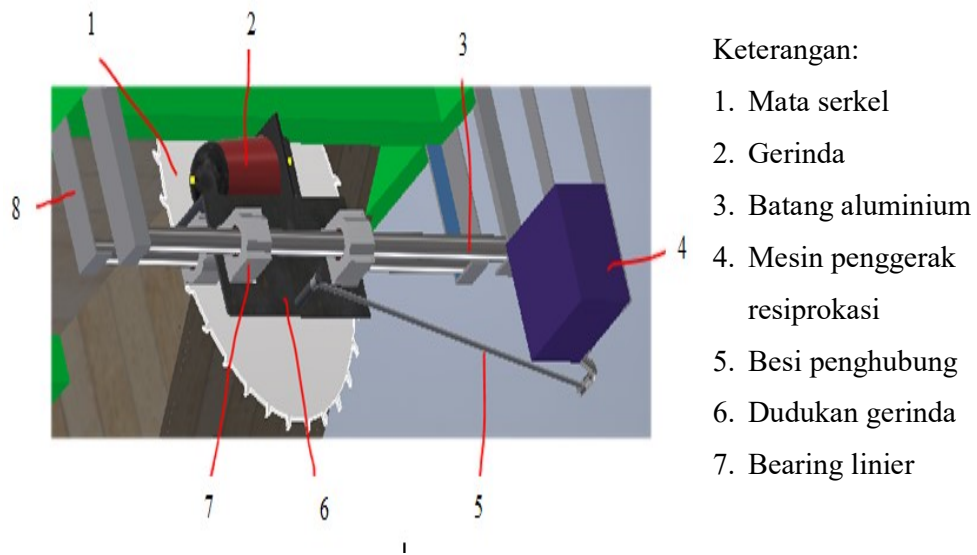 1
2
3
4
5
6
7
8
Keterangan:
1. Mata serkel
2. Gerinda
3. Batang aluminium
4. Mesin penggerak
resiprokasi
5. Besi penghubung
6. Dudukan gerinda
7. Bearing linier